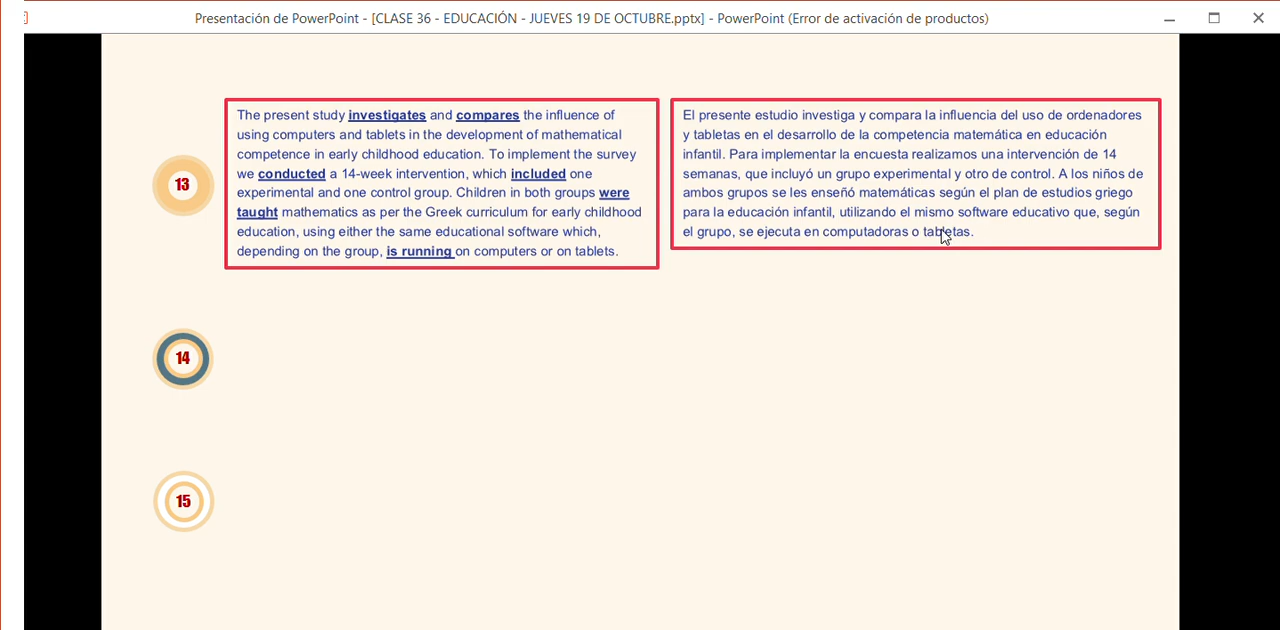 Presentación de PowerPoint - [CLASE 36 - EDUCACIÓN - JUEVES 19 DE OCTUBRE.pptx] - PowerPoint (Error de activación de productos)
13
The present study investigates and compares the influence of
using computers and tablets in the development of mathematical
competence in early childhood education. To implement the survey
we conducted a 14-week intervention, which included one
experimental and one control group. Children in both groups were
taught mathematics as per the Greek curriculum for early childhood
education, using either the same educational software which,
depending on the group, is running on computers or on tablets.
El presente estudio investiga y compara la influencia del uso de ordenadores
y tabletas en el desarrollo de la competencia matemática en educación
infantil. Para implementar la encuesta realizamos una intervención de 14
semanas, que incluyó un grupo experimental y otro de control. A los niños de
ambos grupos se les enseñó matemáticas según el plan de estudios griego
para la educación infantil, utilizando el mismo software educativo que, según
el grupo, se ejecuta en computadoras o tabletas.
14
15